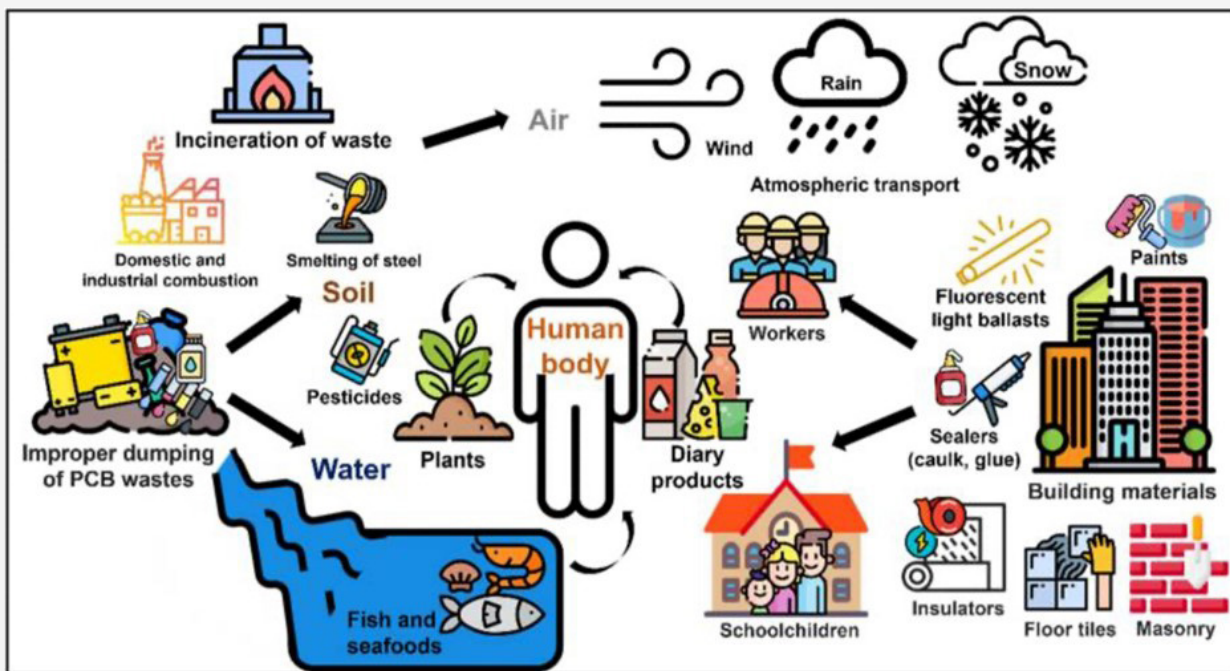 Incineration of waste
Air
Wind
Rain
Snow
Atmospheric transport
Domestic and
industrial combustion
Smelting of steel
Soil
Pesticides
Improper dumping
of PCB wastes
Water
Plants
Human
body
Diary
products
Fish and
seafoods
Workers
Schoolchildren
Fluorescent
light ballasts
Paints
Sealers
(caulk, glue)
Building materials
Insulators
Floor tiles
Masonry